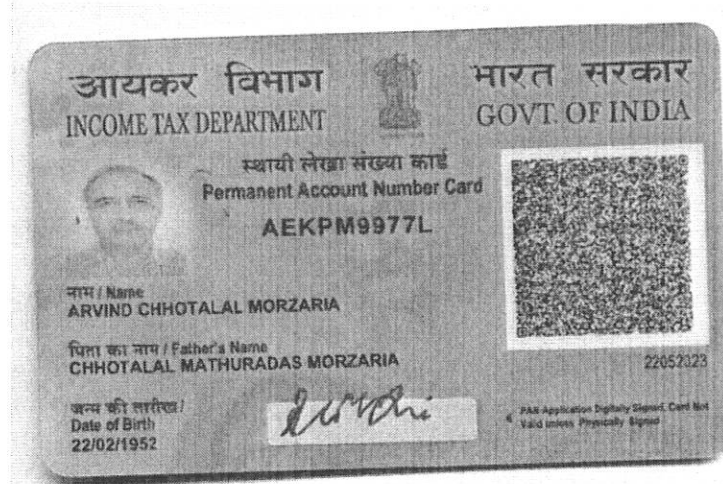 आयकर विभाग
INCOME TAX DEPARTMENT
भारत सरकार
GOVT. OF INDIA
स्थायी लेखा संख्या कार्ड
Permanent Account Number Card
AEKPM9977L
नाम / Name
ARVIND CHHOTALAL MORZARIA
पिता का नाम / Father's Name
CHHOTALAL MATHURADAS MORZARIA
22052323
जन्म की तारीख /
Date of Birth
22/02/1952
PAN Application Digitally Signed, Card Not
Valid unless Physically Signed